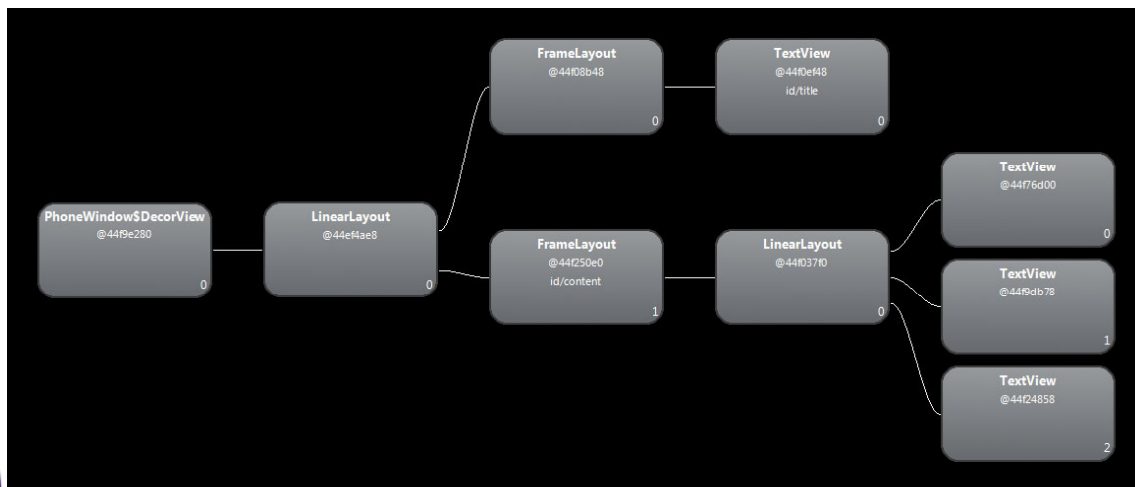 FrameLayout
@44f08b48
0
TextView
@44f0ef48
id/title
0
PhoneWindow$DecorView
@44f9e280
0
LinearLayout
@44ef4ae8
0
FrameLayout
@44f250e0
id/content
1
LinearLayout
@44f037f0
0
TextView
@44f76d00
0
TextView
@44f9db78
1
TextView
@44f24858
2